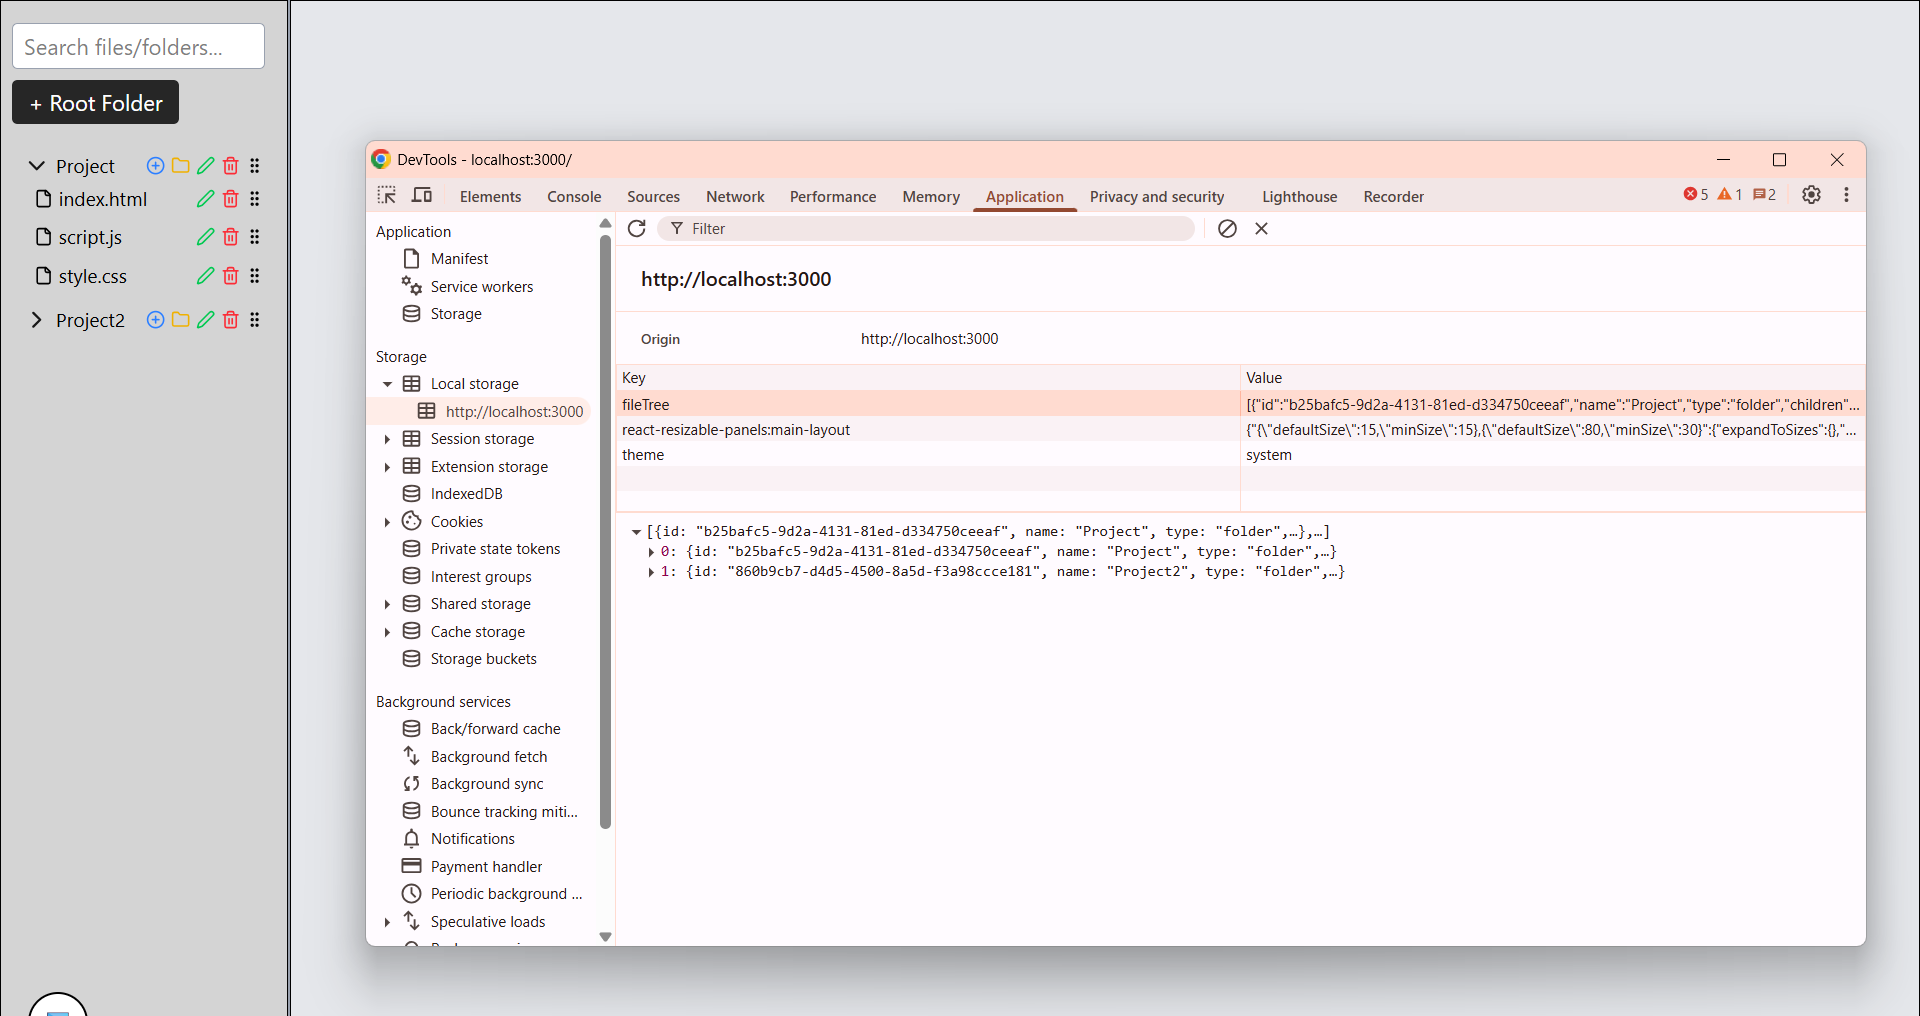 Search files/folders...
+ Root Folder
Project
index.html
script.js
style.css
Project2
DevTools - localhost:3000/
Elements
Console
Sources
Network
Performance
Memory
Application
Privacy and security
Lighthouse
Recorder
5
1
2
Application
Manifest
Service workers
Storage
Storage
Local storage
http://localhost:3000
Session storage
Extension storage
IndexedDB
Cookies
Private state tokens
Interest groups
Shared storage
Cache storage
Storage buckets
Background services
Back/forward cache
Background fetch
Background sync
Bounce tracking miti...
Notifications
Payment handler
Periodic background ...
Speculative loads
Filter
http://localhost:3000
Origin http://localhost:3000
Key Value
fileTree [{"id":"b25bafc5-9d2a-4131-81ed-d334750ceeaf","name":"Project","type":"folder","children"...
react-resizable-panels:main-layout {"{\"defaultSize\":15,\"minSize\":15},{\"defaultSize\":80,\"minSize\":30}":{"expandToSizes":{},"...
theme system
[{id: "b25bafc5-9d2a-4131-81ed-d334750ceeaf", name: "Project", type: "folder",…},…]
0: {id: "b25bafc5-9d2a-4131-81ed-d334750ceeaf", name: "Project", type: "folder",…}
1: {id: "860b9cb7-d4d5-4500-8a5d-f3a98ccce181", name: "Project2", type: "folder",…}